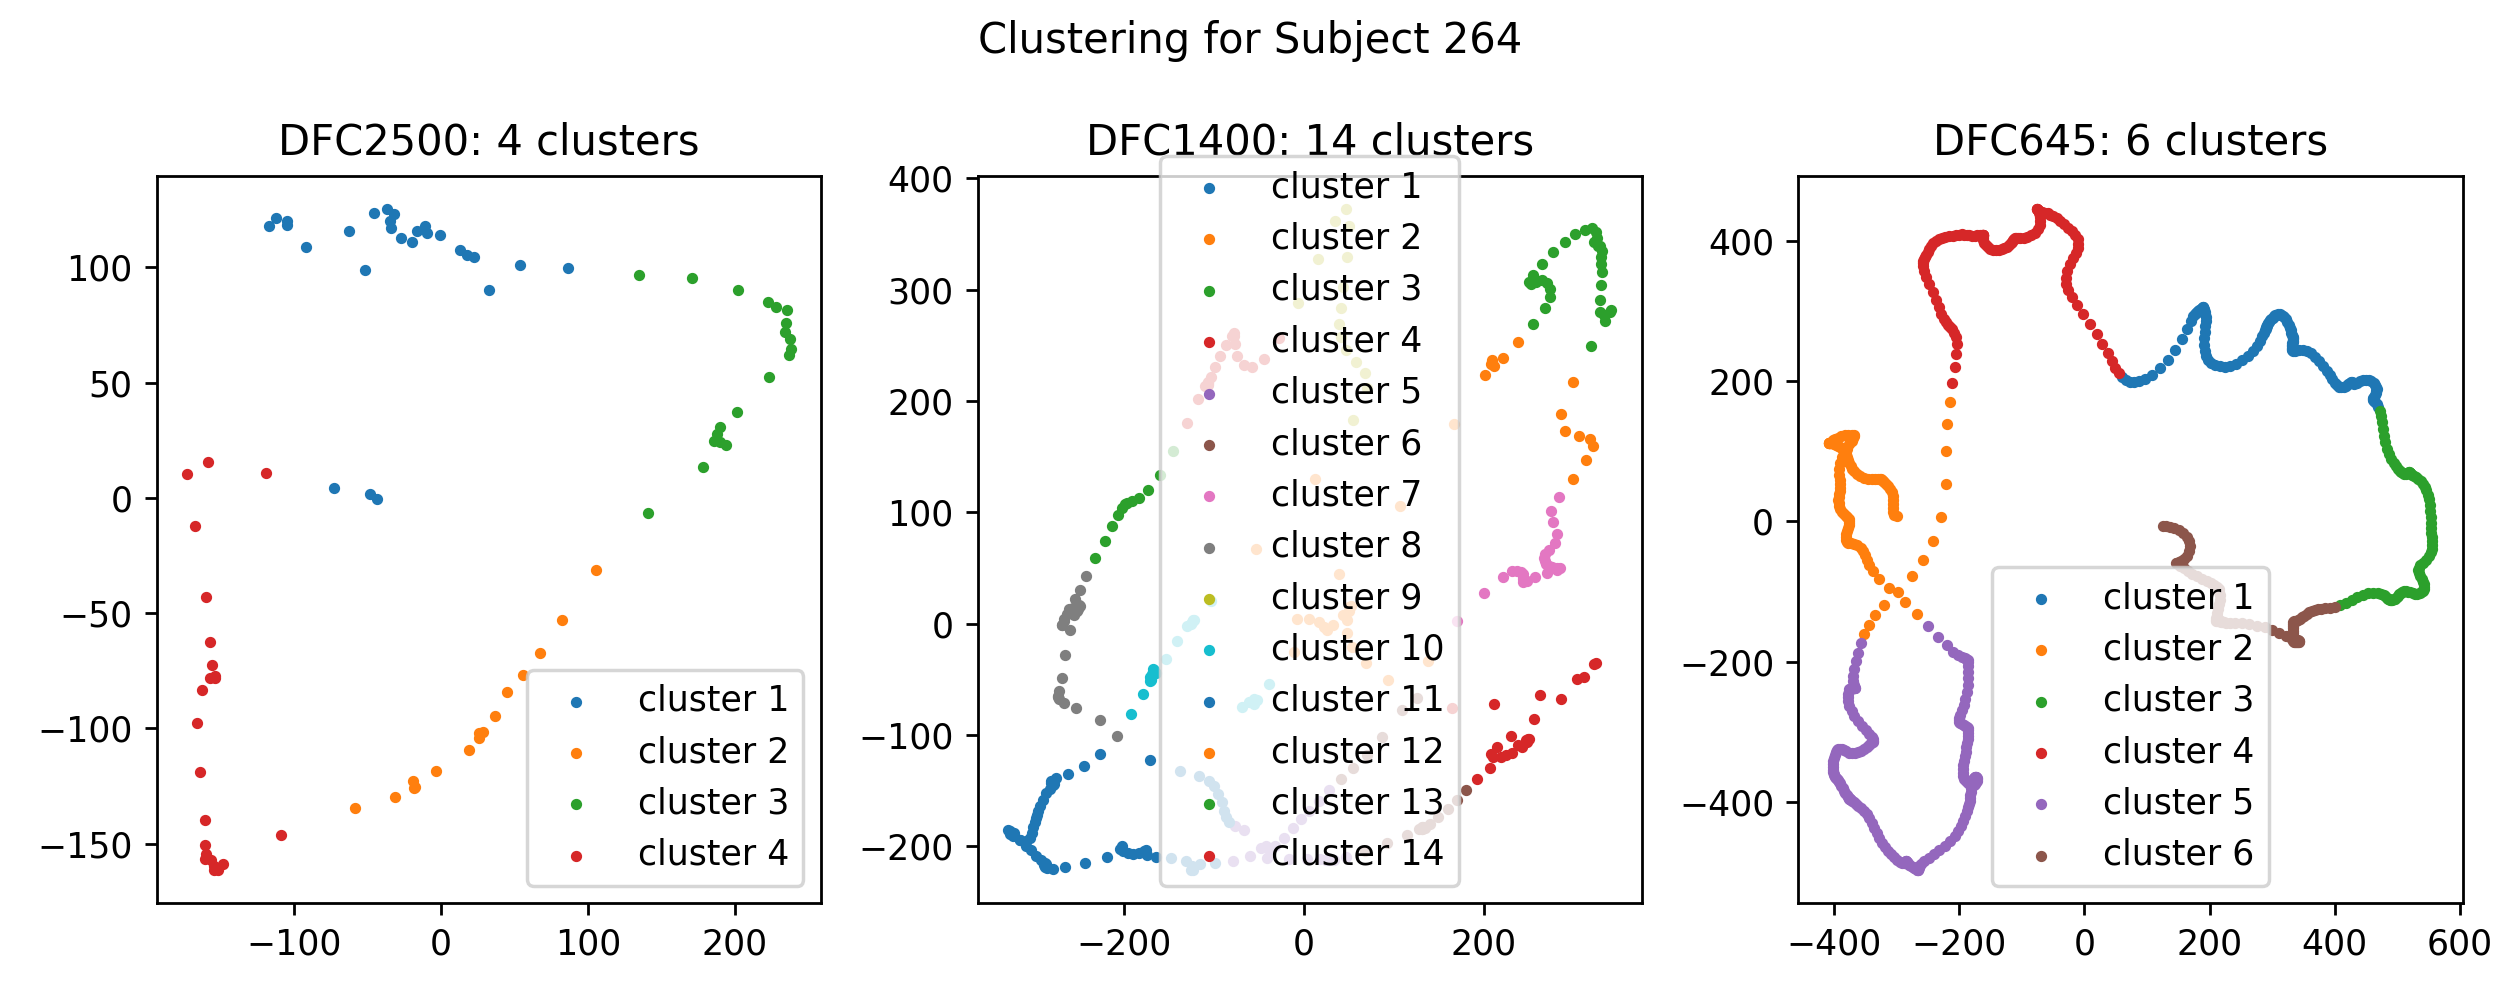 Clustering for Subject 264
DFC2500: 4 clusters
100
50
0
−50
−100
−150
−100
0
100
200
cluster 1
cluster 2
cluster 3
cluster 4
DFC1400: 14 clusters
400
300
200
100
0
−100
−200
−200
0
200
cluster 1
cluster 2
cluster 3
cluster 4
cluster 5
cluster 6
cluster 7
cluster 8
cluster 9
cluster 10
cluster 11
cluster 12
cluster 13
cluster 14
DFC645: 6 clusters
400
200
0
−200
−400
−400
−200
0
200
400
600
cluster 1
cluster 2
cluster 3
cluster 4
cluster 5
cluster 6